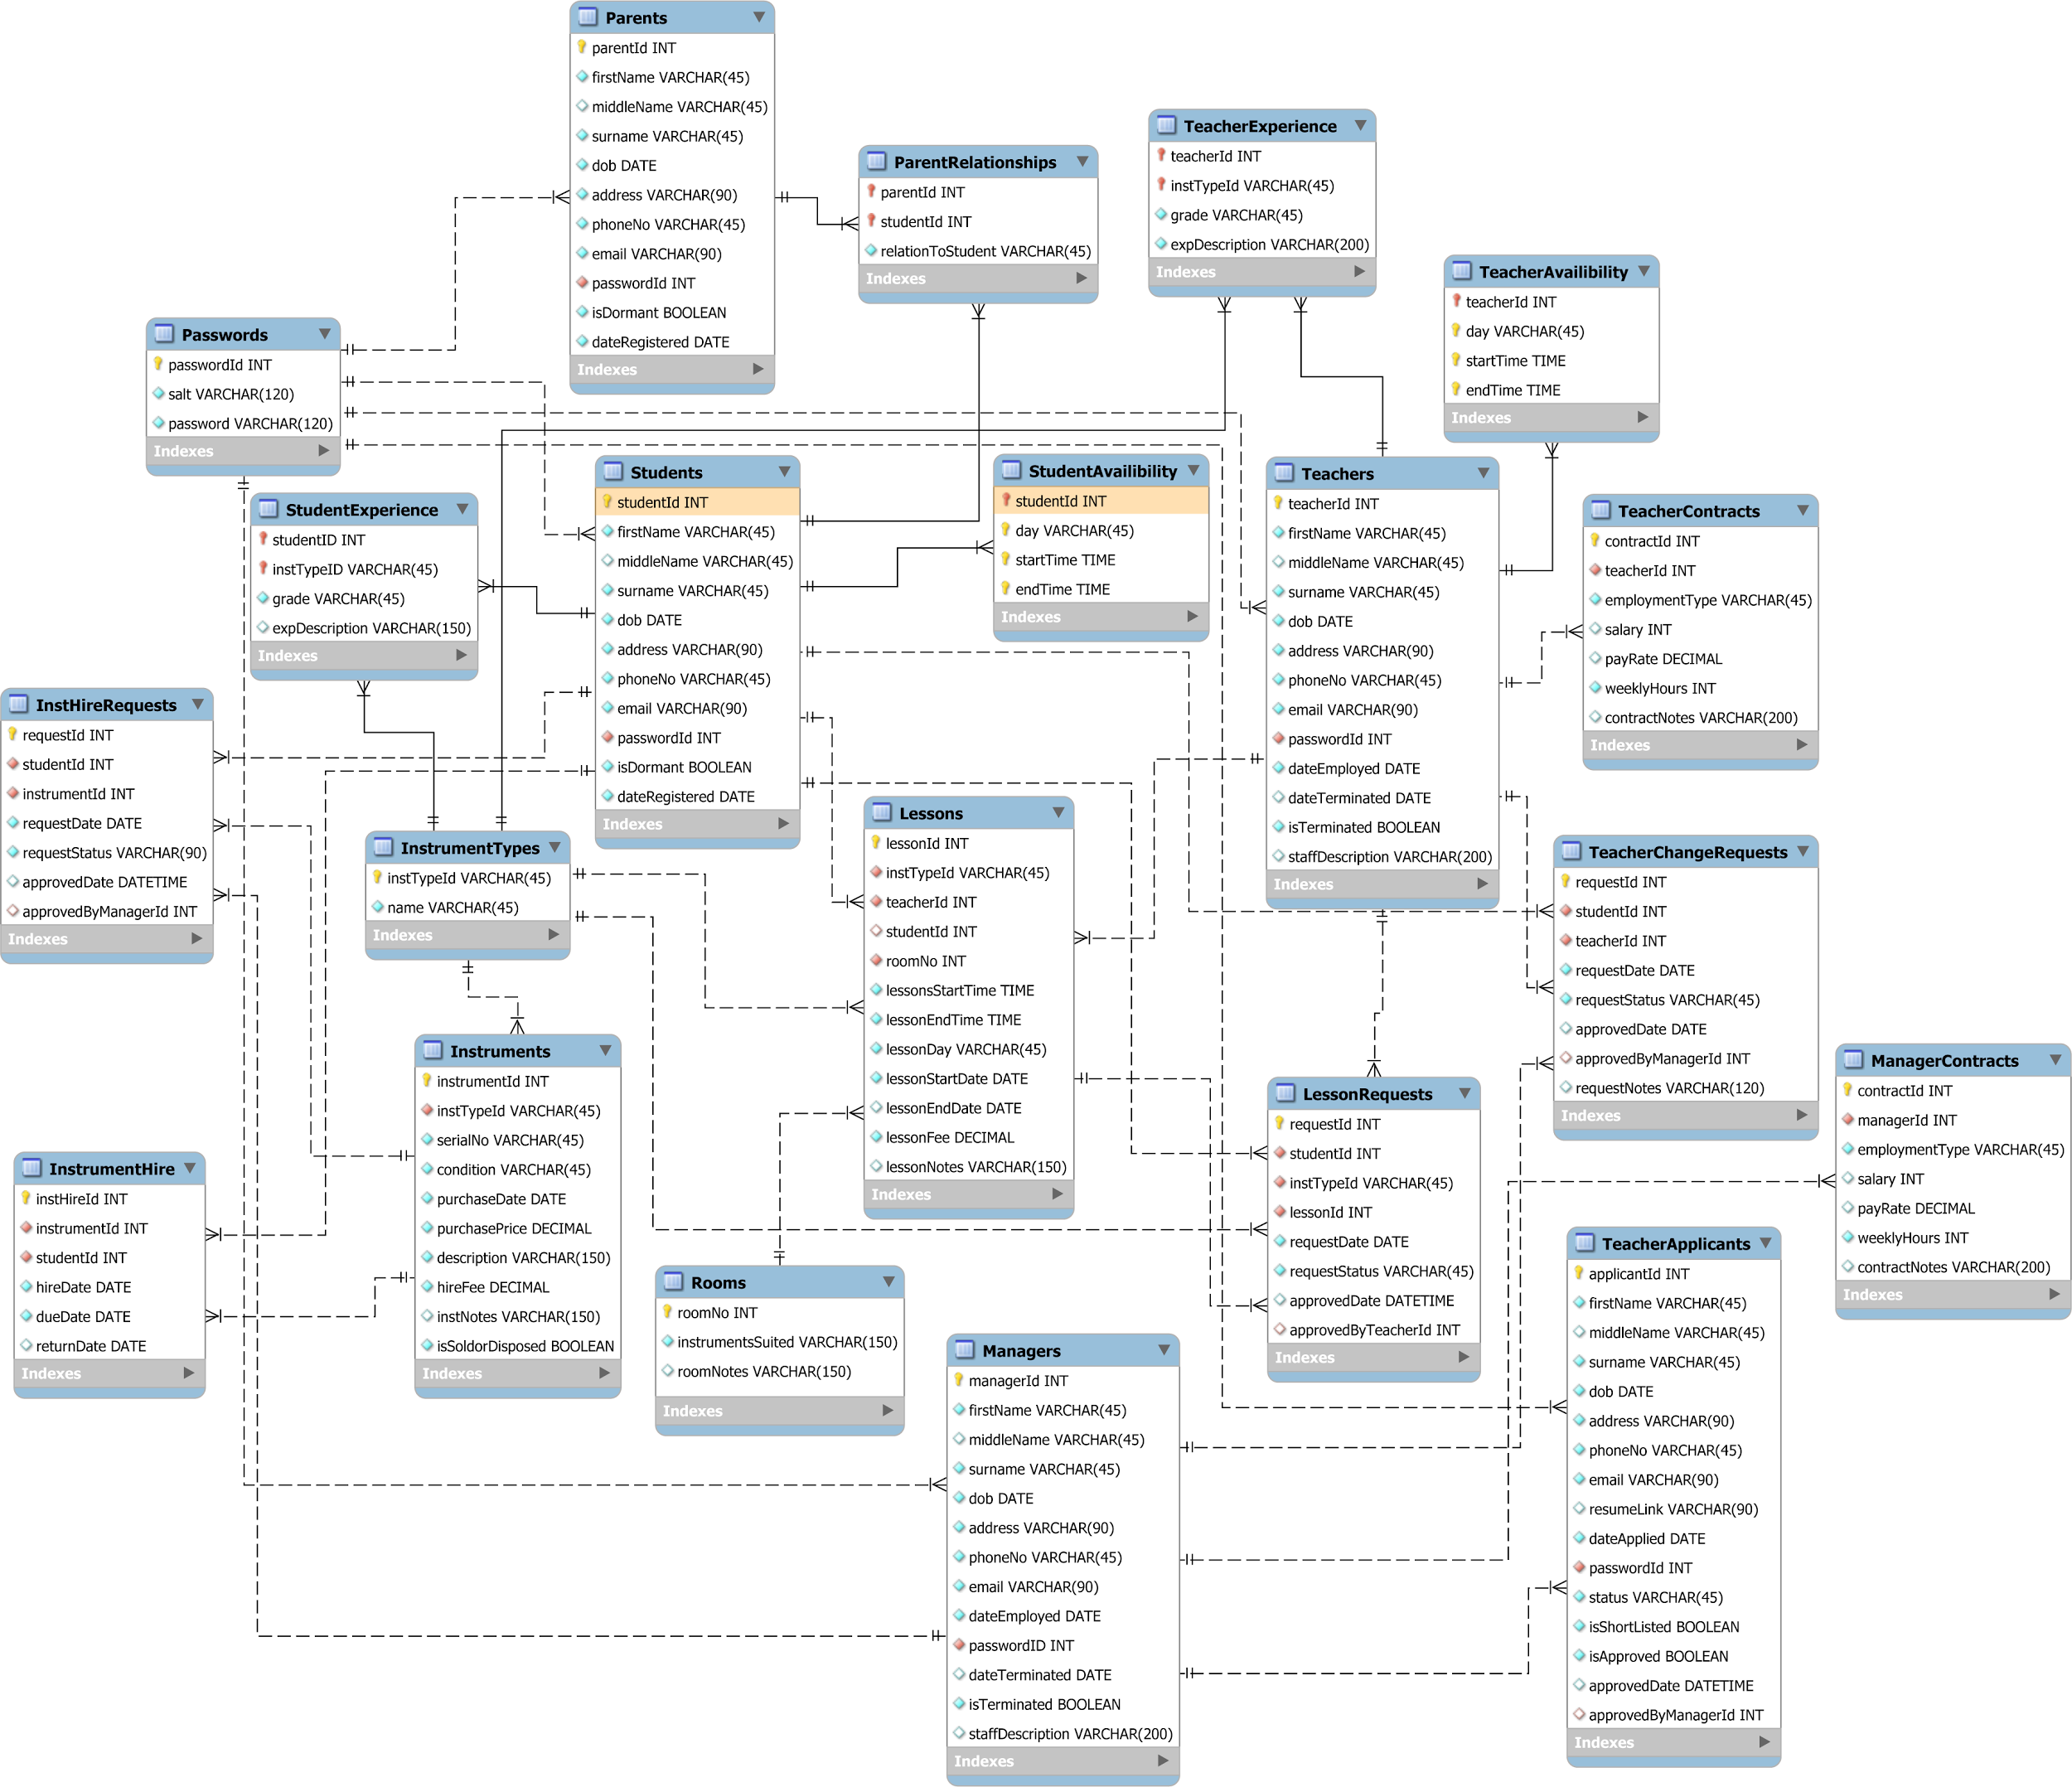 Parents
parentId INT
firstName VARCHAR(45)
middleName VARCHAR(45)
surname VARCHAR(45)
dob DATE
address VARCHAR(90)
phoneNo VARCHAR(45)
email VARCHAR(90)
passwordId INT
isDormant BOOLEAN
dateRegistered DATE
Indexes
ParentRelationships
parentId INT
studentId INT
relationToStudent VARCHAR(45)
Indexes
TeacherExperience
teacherId INT
instTypeId VARCHAR(45)
grade VARCHAR(45)
expDescription VARCHAR(200)
Indexes
TeacherAvailibility
teacherId INT
day VARCHAR(45)
startTime TIME
endTime TIME
Indexes
Passwords
passwordId INT
salt VARCHAR(120)
password VARCHAR(120)
Indexes
Students
studentId INT
firstName VARCHAR(45)
middleName VARCHAR(45)
surname VARCHAR(45)
dob DATE
address VARCHAR(90)
phoneNo VARCHAR(45)
email VARCHAR(90)
passwordId INT
isDormant BOOLEAN
dateRegistered DATE
Indexes
StudentAvailibility
studentId INT
day VARCHAR(45)
startTime TIME
endTime TIME
Indexes
Teachers
teacherId INT
firstName VARCHAR(45)
middleName VARCHAR(45)
surname VARCHAR(45)
dob DATE
address VARCHAR(90)
phoneNo VARCHAR(45)
email VARCHAR(90)
passwordId INT
dateEmployed DATE
dateTerminated DATE
isTerminated BOOLEAN
staffDescription VARCHAR(200)
Indexes
TeacherContracts
contractId INT
teacherId INT
employmentType VARCHAR(45)
salary INT
payRate DECIMAL
weeklyHours INT
contractNotes VARCHAR(200)
Indexes
StudentExperience
studentID INT
instTypeID VARCHAR(45)
grade VARCHAR(45)
expDescription VARCHAR(150)
Indexes
InstHireRequests
requestId INT
studentId INT
instrumentId INT
requestDate DATE
requestStatus VARCHAR(90)
approvedDate DATETIME
approvedByManagerId INT
Indexes
InstrumentTypes
instTypeId VARCHAR(45)
name VARCHAR(45)
Indexes
Lessons
lessonId INT
instTypeId VARCHAR(45)
teacherId INT
studentId INT
roomNo INT
lessonsStartTime TIME
lessonEndTime TIME
lessonDay VARCHAR(45)
lessonStartDate DATE
lessonEndDate DATE
lessonFee DECIMAL
lessonNotes VARCHAR(150)
Indexes
TeacherChangeRequests
requestId INT
studentId INT
teacherId INT
requestDate DATE
requestStatus VARCHAR(45)
approvedDate DATE
approvedByManagerId INT
requestNotes VARCHAR(120)
Indexes
Instruments
instrumentId INT
instTypeId VARCHAR(45)
serialNo VARCHAR(45)
condition VARCHAR(45)
purchaseDate DATE
purchasePrice DECIMAL
description VARCHAR(150)
hireFee DECIMAL
instNotes VARCHAR(150)
isSoldorDisposed BOOLEAN
Indexes
InstrumentHire
instHireId INT
instrumentId INT
studentId INT
hireDate DATE
dueDate DATE
returnDate DATE
Indexes
LessonRequests
requestId INT
studentId INT
instTypeId VARCHAR(45)
lessonId INT
requestDate DATE
requestStatus VARCHAR(45)
approvedDate DATETIME
approvedByTeacherId INT
Indexes
ManagerContracts
contractId INT
managerId INT
employmentType VARCHAR(45)
salary INT
payRate DECIMAL
weeklyHours INT
contractNotes VARCHAR(200)
Indexes
Rooms
roomNo INT
instrumentsSuited VARCHAR(150)
roomNotes VARCHAR(150)
Indexes
Managers
managerId INT
firstName VARCHAR(45)
middleName VARCHAR(45)
surname VARCHAR(45)
dob DATE
address VARCHAR(90)
phoneNo VARCHAR(45)
email VARCHAR(90)
dateEmployed DATE
passwordID INT
dateTerminated DATE
isTerminated BOOLEAN
staffDescription VARCHAR(200)
Indexes
TeacherApplicants
applicantId INT
firstName VARCHAR(45)
middleName VARCHAR(45)
surname VARCHAR(45)
dob DATE
address VARCHAR(90)
phoneNo VARCHAR(45)
email VARCHAR(90)
resumeLink VARCHAR(90)
dateApplied DATE
passwordId INT
status VARCHAR(45)
isShortListed BOOLEAN
isApproved BOOLEAN
approvedDate DATETIME
approvedByManagerId INT
Indexes